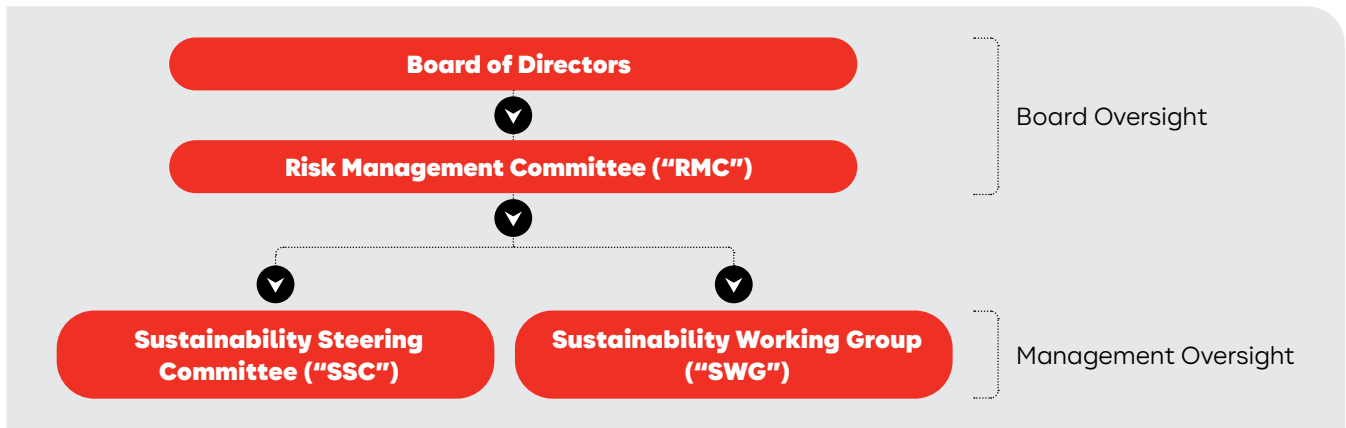 Board of Directors
Board Oversight
Risk Management Committee (“RMC”)
Sustainability Steering
Committee (“SSC”)
Sustainability Working Group
(“SWG”)
Management Oversight